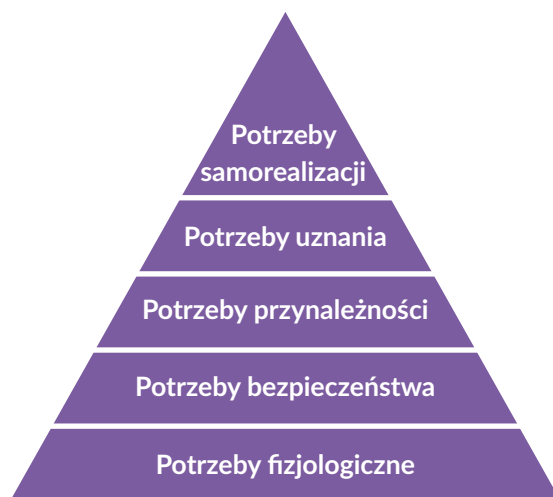 Potrzeby
samorealizacji
Potrzeby uznania
Potrzeby przynależności
Potrzeby bezpieczeństwa
Potrzeby fizjologiczne